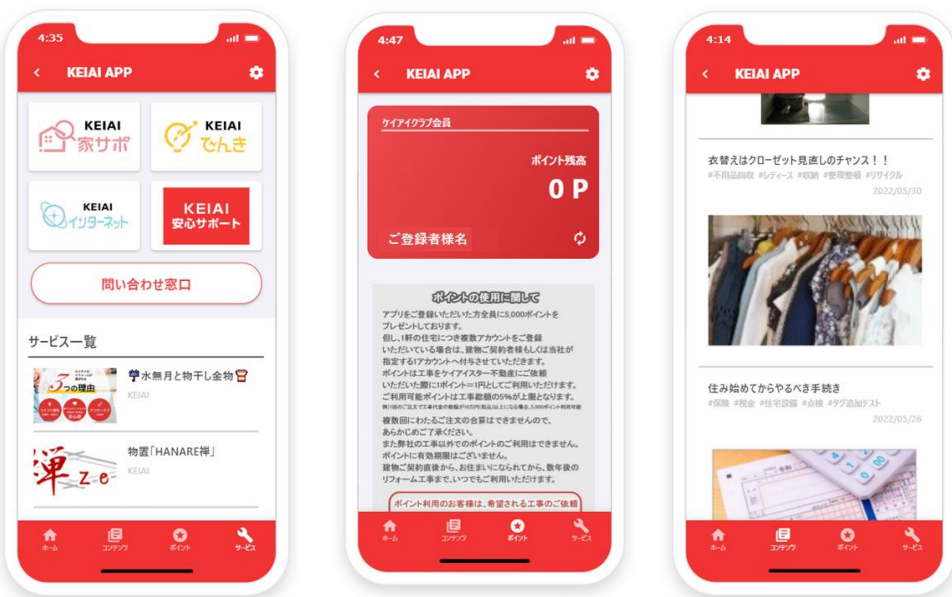 4:35
KEIAI APP
KEIAI
家サポ
KEIAI
でんき
KEIAI
インターネット
KEIAI
安心サポート
問い合わせ窓口
サービス一覧
3つの理由
水無月と物干し金物
KEIAI
禅 Ze
物置「HANARE禅」
KEIAI
ホーム
コンテンツ
ポイント
サービス
4:47
KEIAI APP
ケイアイクラブ会員
ポイント残高
0 P
ご登録者様名
ポイントの使用に関して
アプリをご登録いただいた方全員に5,000ポイントを
プレゼントしております。
但し、1軒の住宅につき複数アカウントをご登録
いただいている場合は、建物ご契約者様もしくは当社が
指定する1アカウントへ付与させていただきます。
ポイントは工事をケイアイスター不動産にご依頼
いただいた際に1ポイント=1円としてご利用いただけます。
ご利用可能ポイントは工事総額の5%が上限となります。
複数回にわたるご注文の合算はできませんので、
あらかじめご了承ください。
また弊社の工事以外でのポイントのご利用はできません。
ポイントに有効期限はございません。
建物ご契約直後から、お住まいになられてから、数年後の
リフォーム工事まで、いつでもご利用いただけます。
ポイント利用のお客様は、希望される工事のご依頼
ホーム
コンテンツ
ポイント
サービス
4:14
KEIAI APP
衣替えはクローゼット見直しのチャンス！！
#不用品回収 #レディース #収納 #整理整頓 #リサイクル
2022/05/30
住み始めてからやるべき手続き
#保険 #税金 #住宅設備 #点検 #タグ追加テスト
2022/05/26
ホーム
コンテンツ
ポイント
サービス